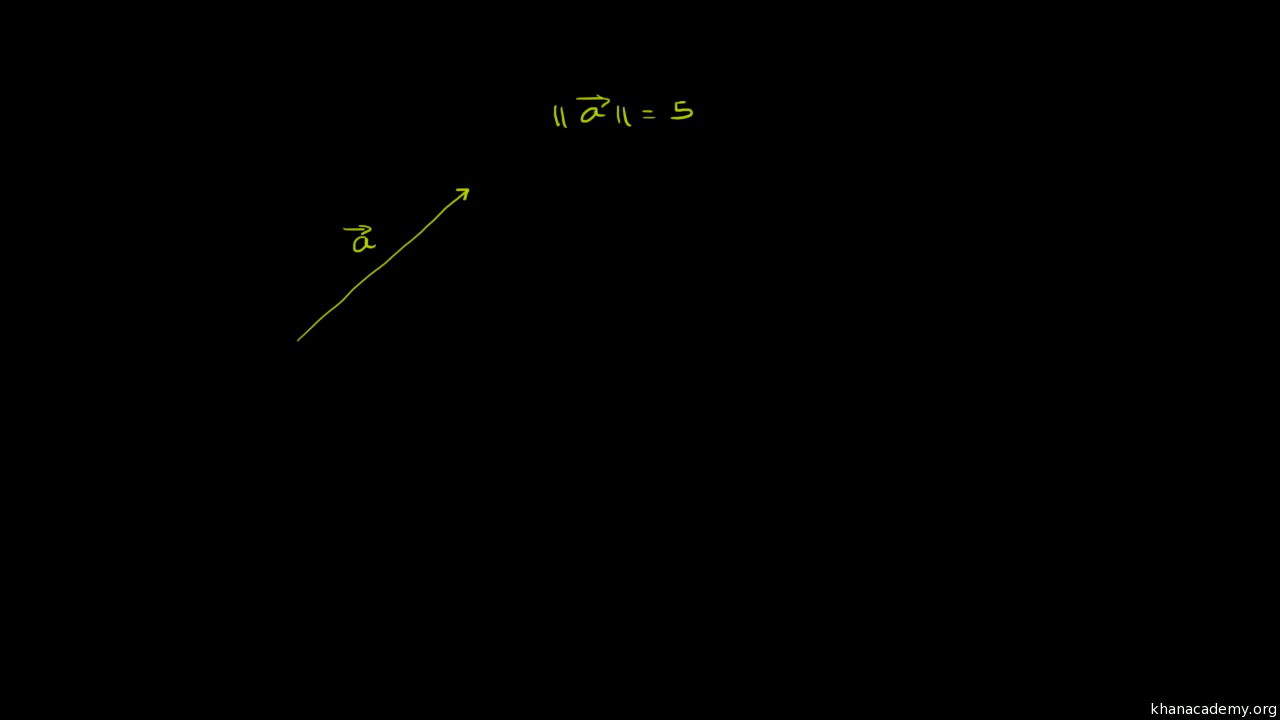 ‖a⃗‖ = 5
a⃗
khanacademy.org